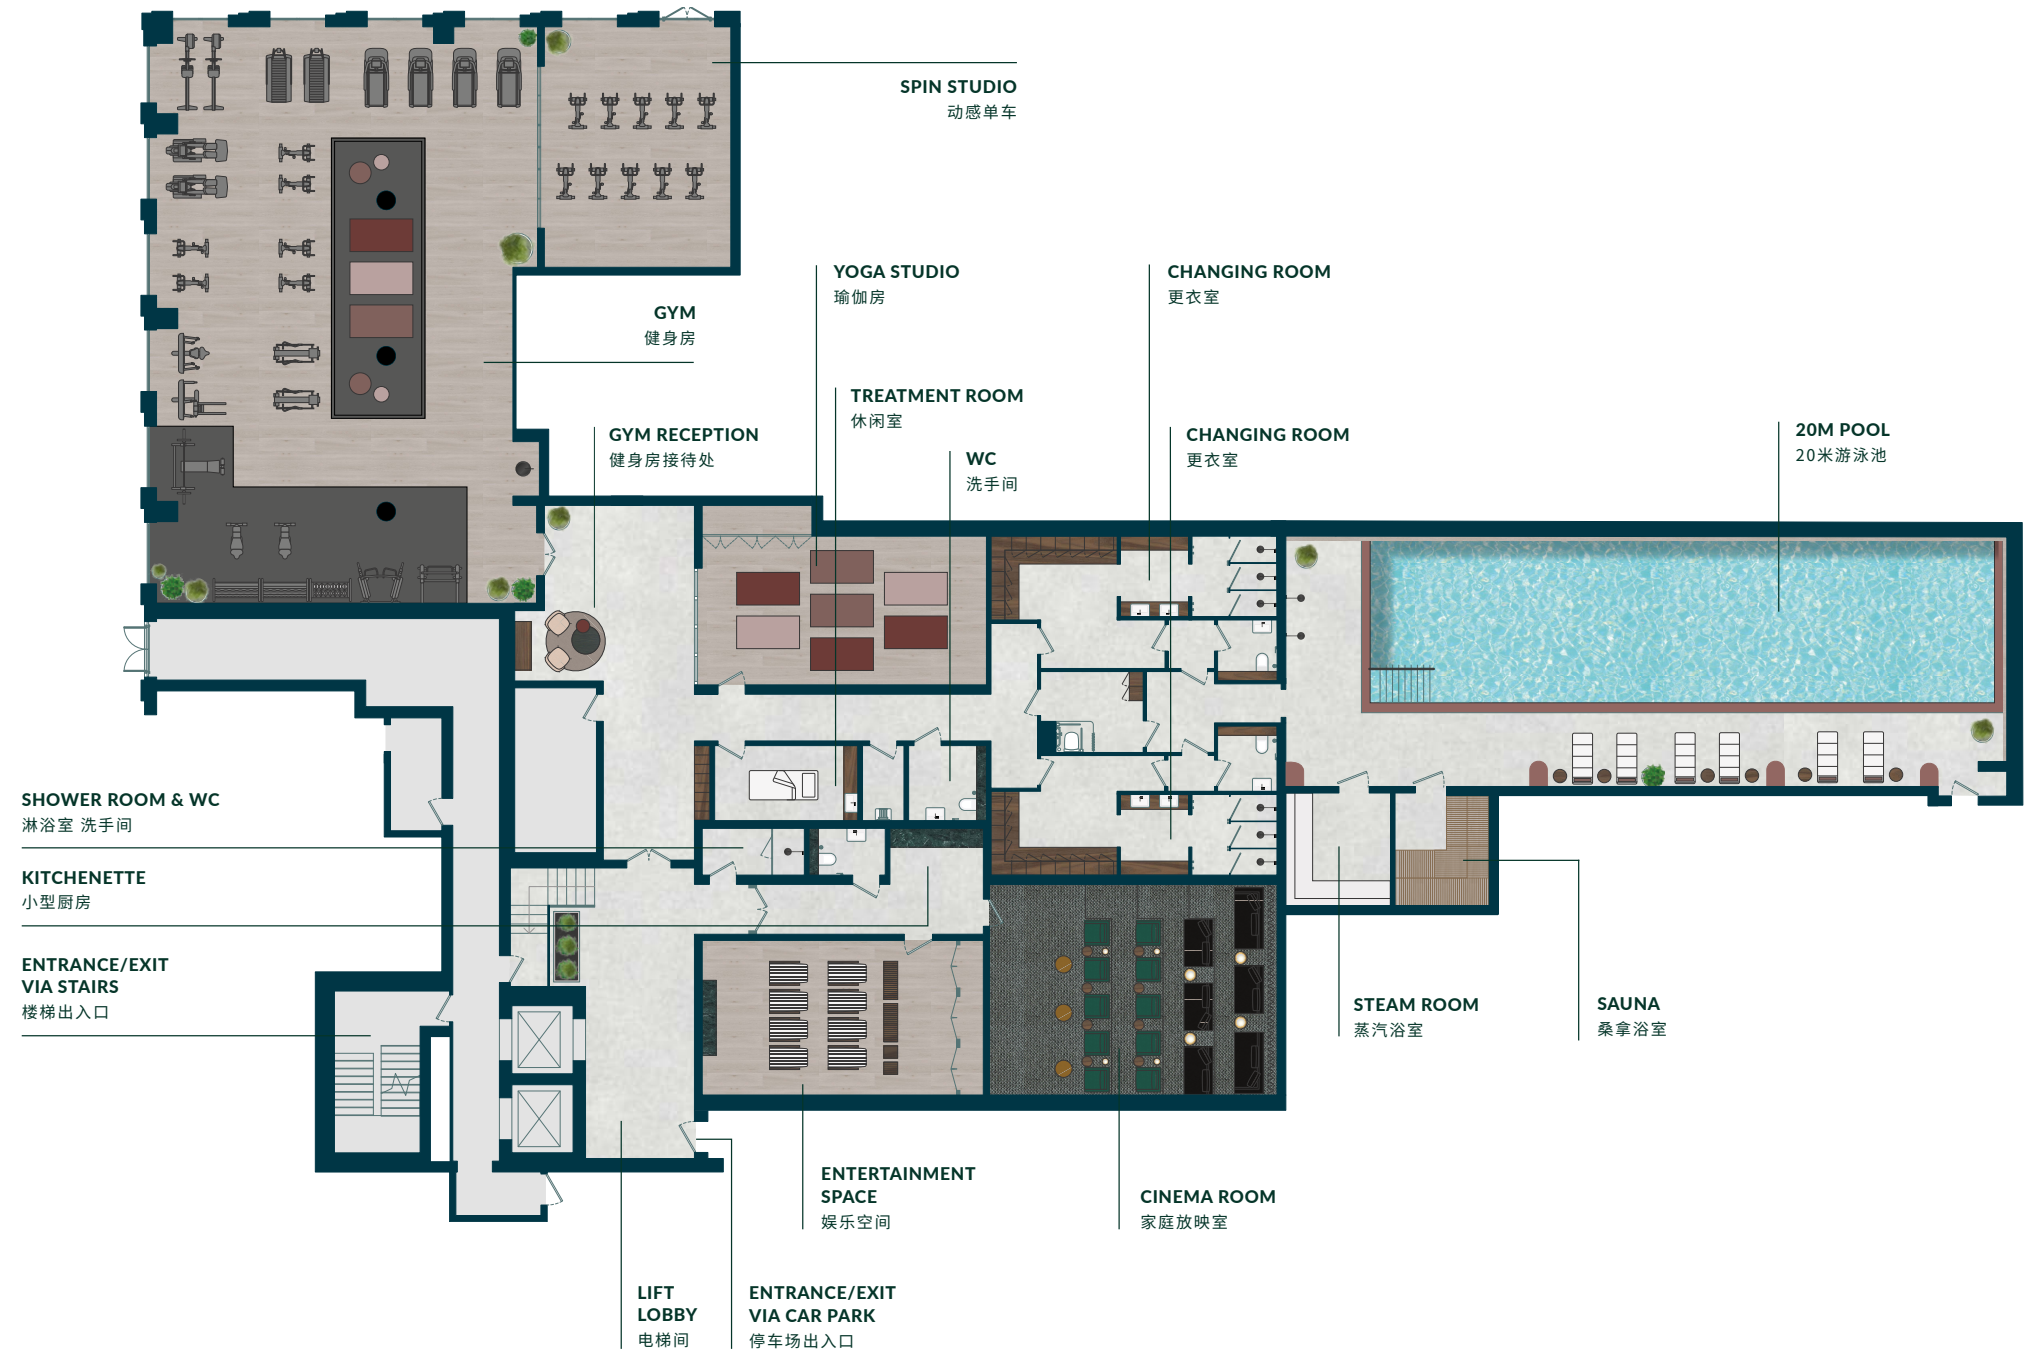 SPIN STUDIO
动感单车
YOGA STUDIO
瑜伽房
CHANGING ROOM
更衣室
GYM
健身房
TREATMENT ROOM
休闲室
GYM RECEPTION
健身房接待处
CHANGING ROOM
更衣室
20M POOL
20米游泳池
WC
洗手间
SHOWER ROOM & WC
淋浴室 洗手间
KITCHENETTE
小型厨房
ENTRANCE/EXIT
VIA STAIRS
楼梯出入口
STEAM ROOM
蒸汽浴室
SAUNA
桑拿浴室
ENTERTAINMENT
SPACE
娱乐空间
CINEMA ROOM
家庭放映室
LIFT
LOBBY
电梯间
ENTRANCE/EXIT
VIA CAR PARK
停车场出入口